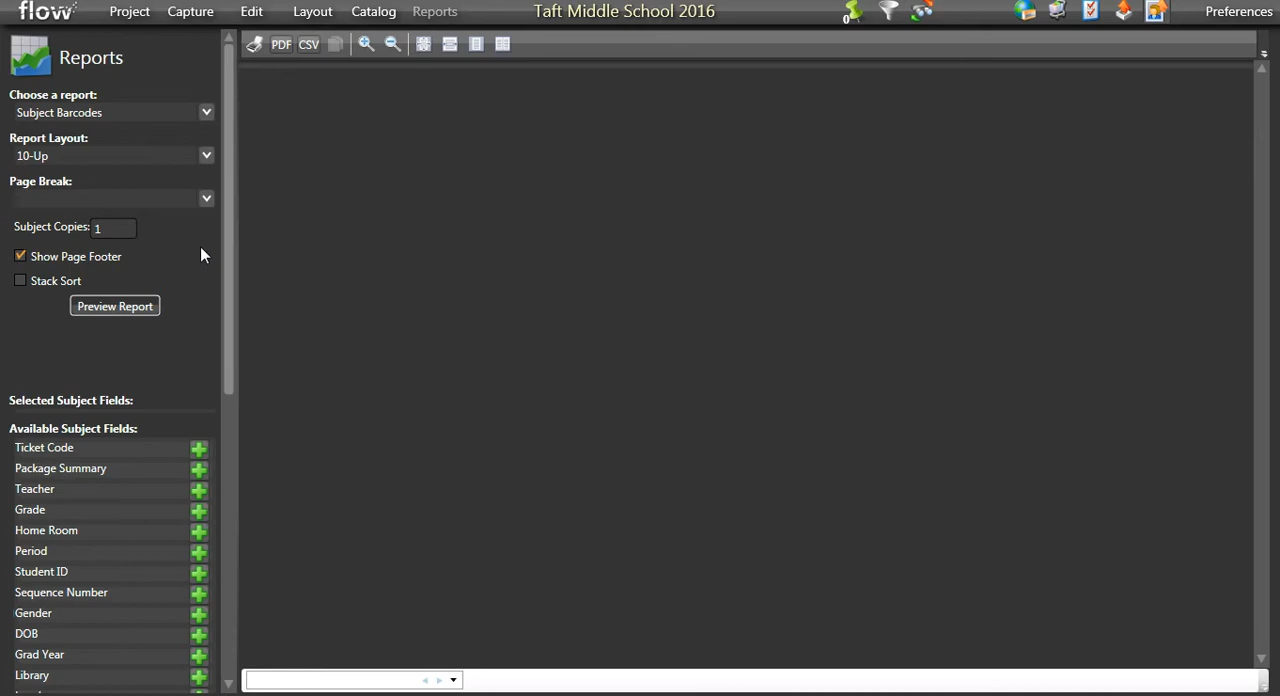 flow Project Capture Edit Layout Catalog Reports Taft Middle School 2016 0 Preferences
PDF CSV
Reports
Choose a report:
Subject Barcodes
Report Layout:
10-Up
Page Break:
Subject Copies: 1
Show Page Footer
Stack Sort
Preview Report
Selected Subject Fields:
Available Subject Fields:
Ticket Code
Package Summary
Teacher
Grade
Home Room
Period
Student ID
Sequence Number
Gender
DOB
Grad Year
Library